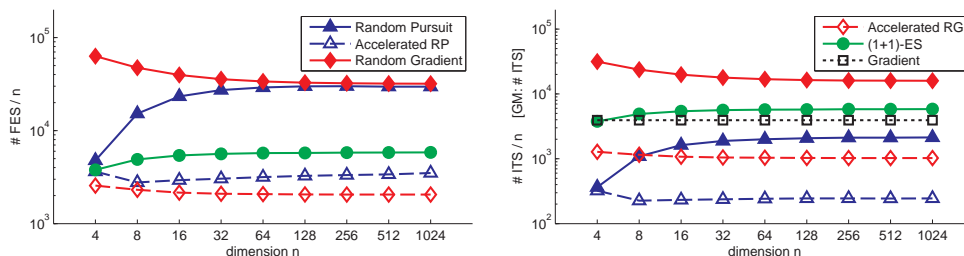 Random Pursuit
Accelerated RP
Random Gradient
10^5
10^4
10^3
# FES / n
4 8 16 32 64 128 256 512 1024
dimension n
Accelerated RG
(1+1)-ES
Gradient
10^5
10^4
10^3
10^2
# ITS / n [GM: # ITS]
4 8 16 32 64 128 256 512 1024
dimension n